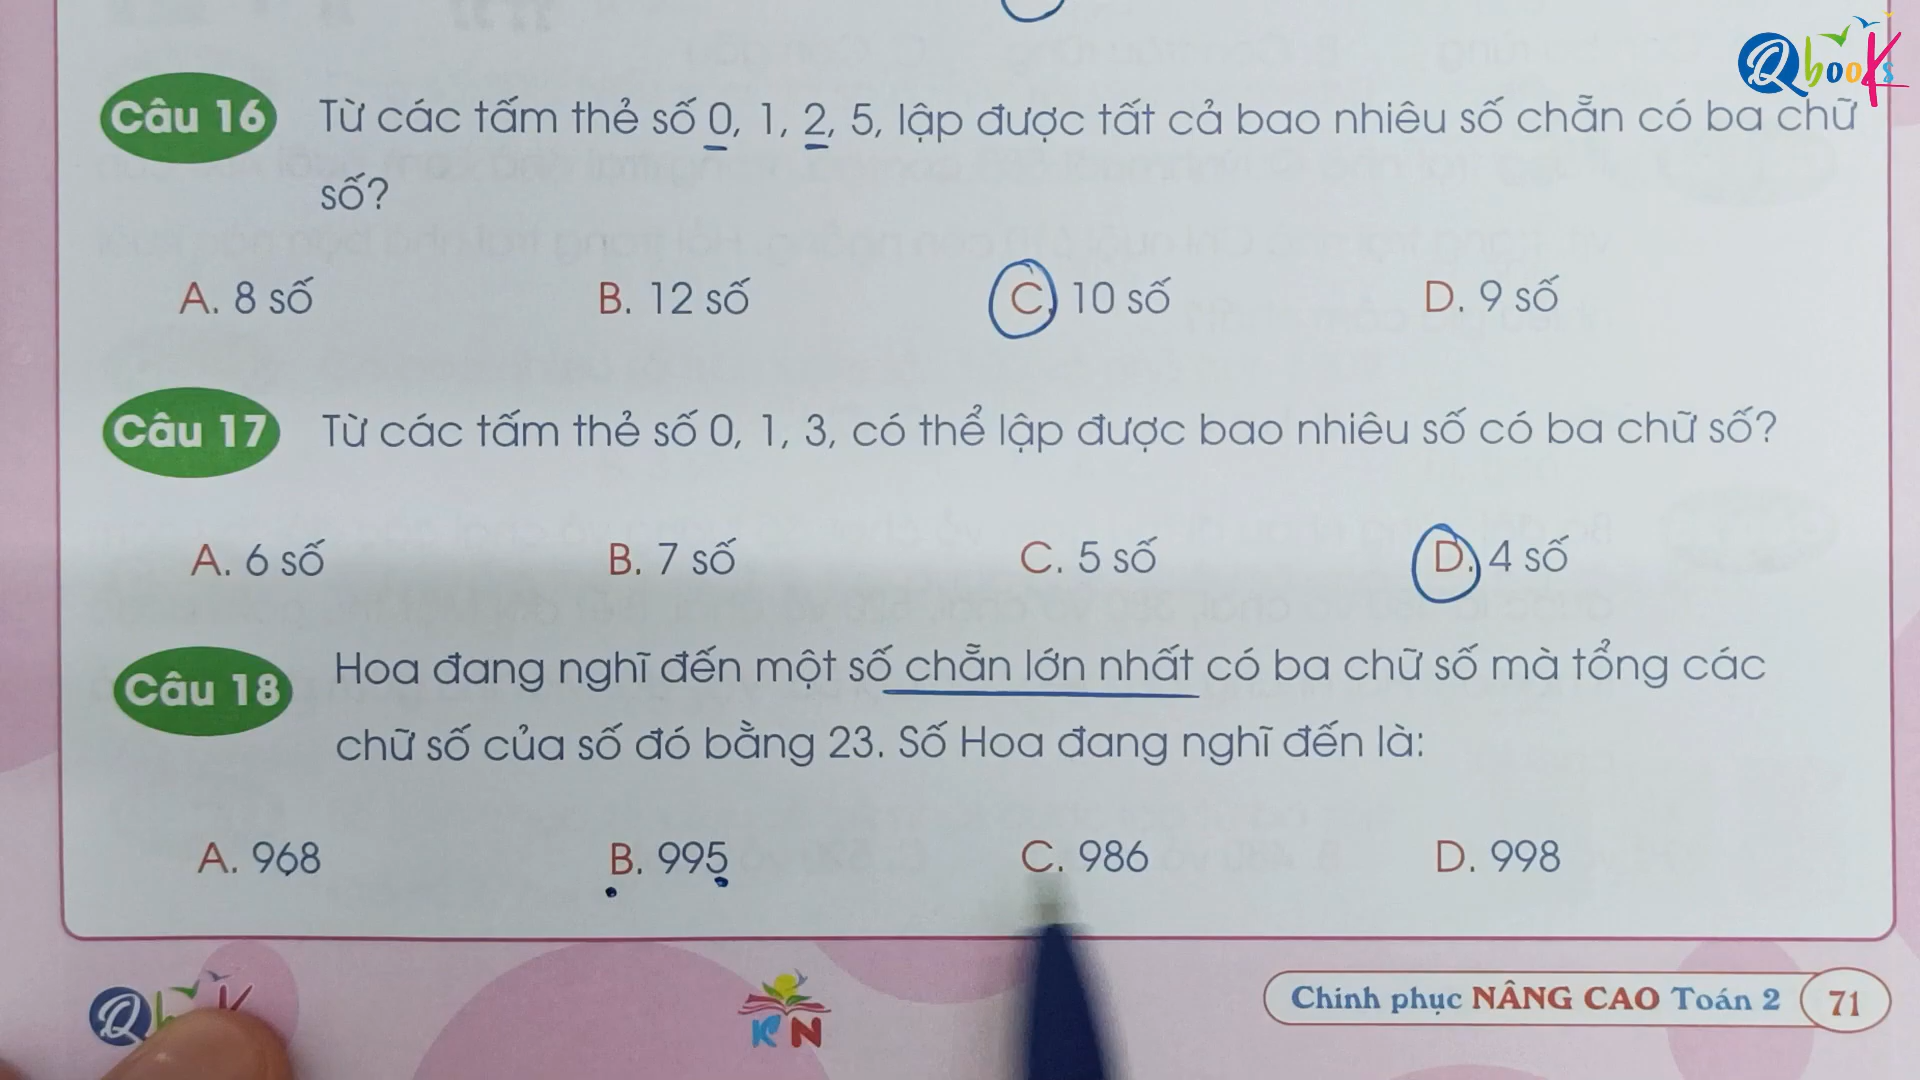 Qbooks
Câu 16 Từ các tấm thẻ số 0, 1, 2, 5, lập được tất cả bao nhiêu số chẵn có ba chữ
số?
A. 8 số B. 12 số C. 10 số D. 9 số
Câu 17 Từ các tấm thẻ số 0, 1, 3, có thể lập được bao nhiêu số có ba chữ số?
A. 6 số B. 7 số C. 5 số D. 4 số
Câu 18 Hoa đang nghĩ đến một số chẵn lớn nhất có ba chữ số mà tổng các
chữ số của số đó bằng 23. Số Hoa đang nghĩ đến là:
A. 968 B. 995 C. 986 D. 998
KN
Chinh phục NÂNG CAO Toán 2 71